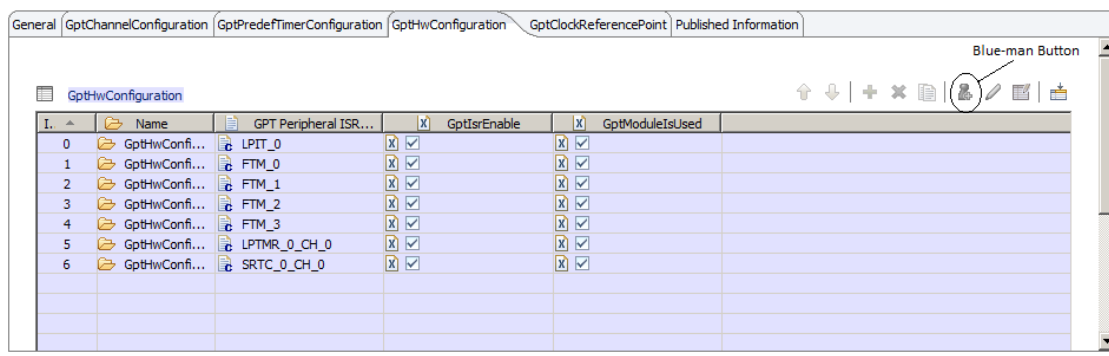 General GptChannelConfiguration GptPredefTimerConfiguration GptHwConfiguration GptClockReferencePoint Published Information
Blue-man Button
GptHwConfiguration
I. Name GPT Peripheral ISR... X GptIsrEnable X GptModuleIsUsed
0 GptHwConfi... c LPIT_0 X X
1 GptHwConfi... c FTM_0 X X
2 GptHwConfi... c FTM_1 X X
3 GptHwConfi... c FTM_2 X X
4 GptHwConfi... c FTM_3 X X
5 GptHwConfi... c LPTMR_0_CH_0 X X
6 GptHwConfi... c SRTC_0_CH_0 X X